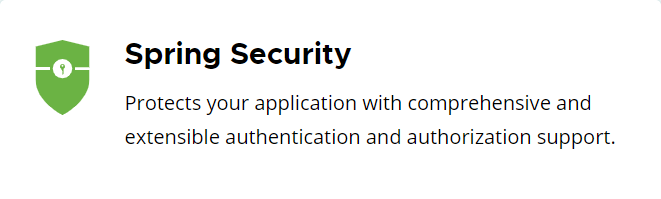 Spring Security
Protects your application with comprehensive and
extensible authentication and authorization support.